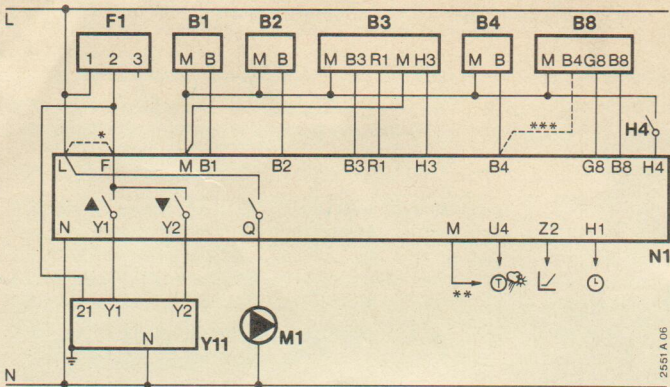 L F1 B1 B2 B3 B4 B8
1 2 3 M B M B M B3 R1 M H3 M B M B4 G8 B8
* *** H4
L F M B1 B2 B3 R1 H3 B4 G8 B8 H4
▲ ▼
N Y1 Y2 Q M U4 Z2 H1
N1
** T
21 Y1 Y2
N Y11 M1
N
2551 A 06